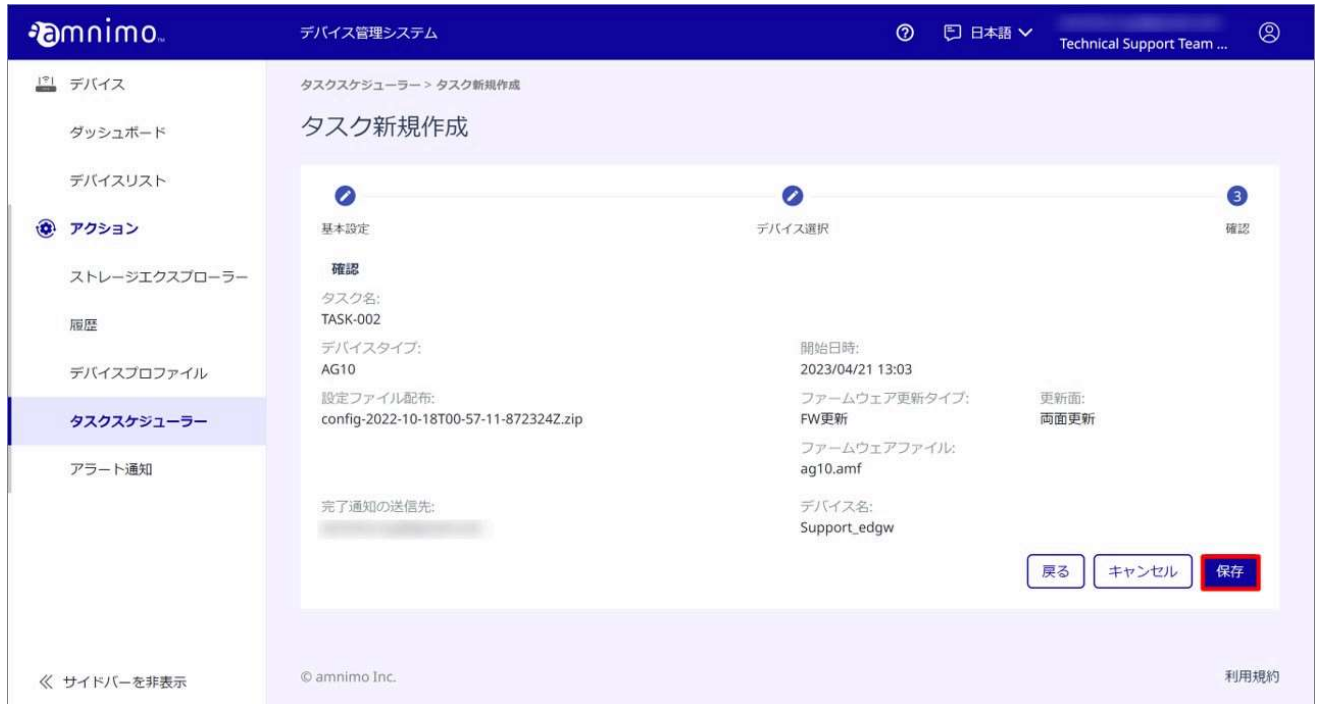 amnimo™
デバイス管理システム
日本語
Technical Support Team ...
デバイス
ダッシュボード
デバイスリスト
アクション
ストレージエクスプローラー
履歴
デバイスプロファイル
タスクスケジューラー
アラート通知
サイドバーを非表示
タスクスケジューラー > タスク新規作成
タスク新規作成
3
基本設定 デバイス選択 確認
確認
タスク名:
TASK-002
デバイスタイプ: 開始日時:
AG10 2023/04/21 13:03
設定ファイル配布: ファームウェア更新タイプ: 更新面:
config-2022-10-18T00-57-11-872324Z.zip FW更新 両面更新
ファームウェアファイル:
ag10.amf
完了通知の送信先: デバイス名:
Support_edgw
戻る キャンセル 保存
© amnimo Inc. 利用規約